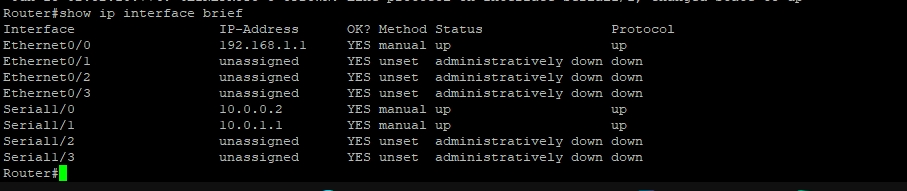 Router#show ip interface brief
Interface IP-Address OK? Method Status Protocol
Ethernet0/0 192.168.1.1 YES manual up up
Ethernet0/1 unassigned YES unset administratively down down
Ethernet0/2 unassigned YES unset administratively down down
Ethernet0/3 unassigned YES unset administratively down down
Serial1/0 10.0.0.2 YES manual up up
Serial1/1 10.0.1.1 YES manual up up
Serial1/2 unassigned YES unset administratively down down
Serial1/3 unassigned YES unset administratively down down
Router#